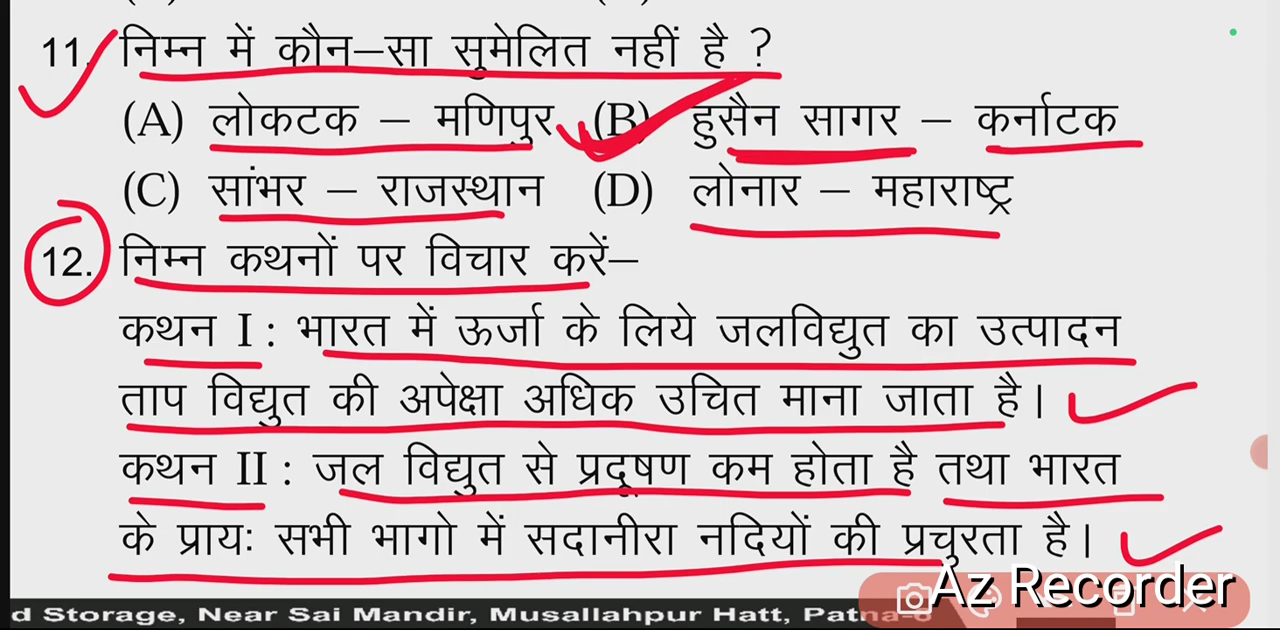 11. निम्न में कौन–सा सुमेलित नहीं है ?
(A) लोकटक – मणिपुर (B) हुसैन सागर – कर्नाटक
(C) सांभर – राजस्थान (D) लोनार – महाराष्ट्र
12. निम्न कथनों पर विचार करें–
कथन I : भारत में ऊर्जा के लिये जलविद्युत का उत्पादन
ताप विद्युत की अपेक्षा अधिक उचित माना जाता है।
कथन II : जल विद्युत से प्रदूषण कम होता है तथा भारत
के प्रायः सभी भागो में सदानीरा नदियों की प्रचुरता है।
Az Recorder
d Storage, Near Sai Mandir, Musallahpur Hatt, Patna-6